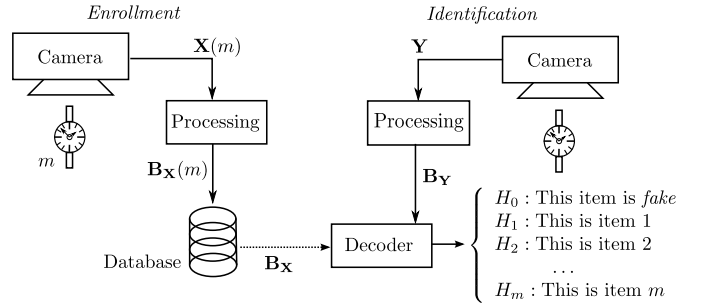 Enrollment
Identification
Camera
X(m)
Y
Camera
Processing
Processing
m
B_X(m)
B_Y
Database
B_X
Decoder
H_0 : This item is fake
H_1 : This is item 1
H_2 : This is item 2
...
H_m : This is item m